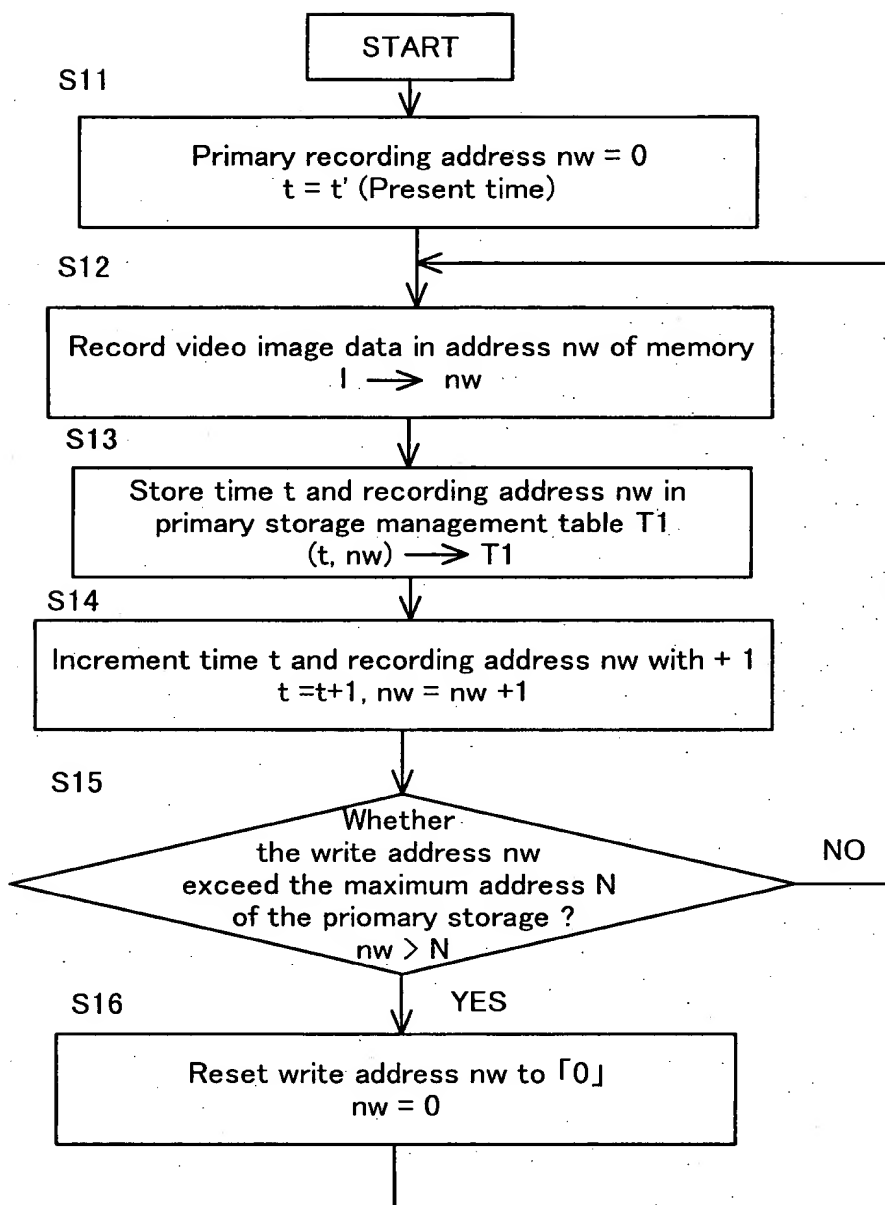 START
S11
Primary recording address nw = 0
t = t' (Present time)
S12
Record video image data in address nw of memory
I → nw
S13
Store time t and recording address nw in
primary storage management table T1
(t, nw) → T1
S14
Increment time t and recording address nw with + 1
t =t+1, nw = nw +1
S15
Whether
the write address nw
exceed the maximum address N
of the priomary storage ?
nw > N
NO
YES
S16
Reset write address nw to「0」
nw = 0